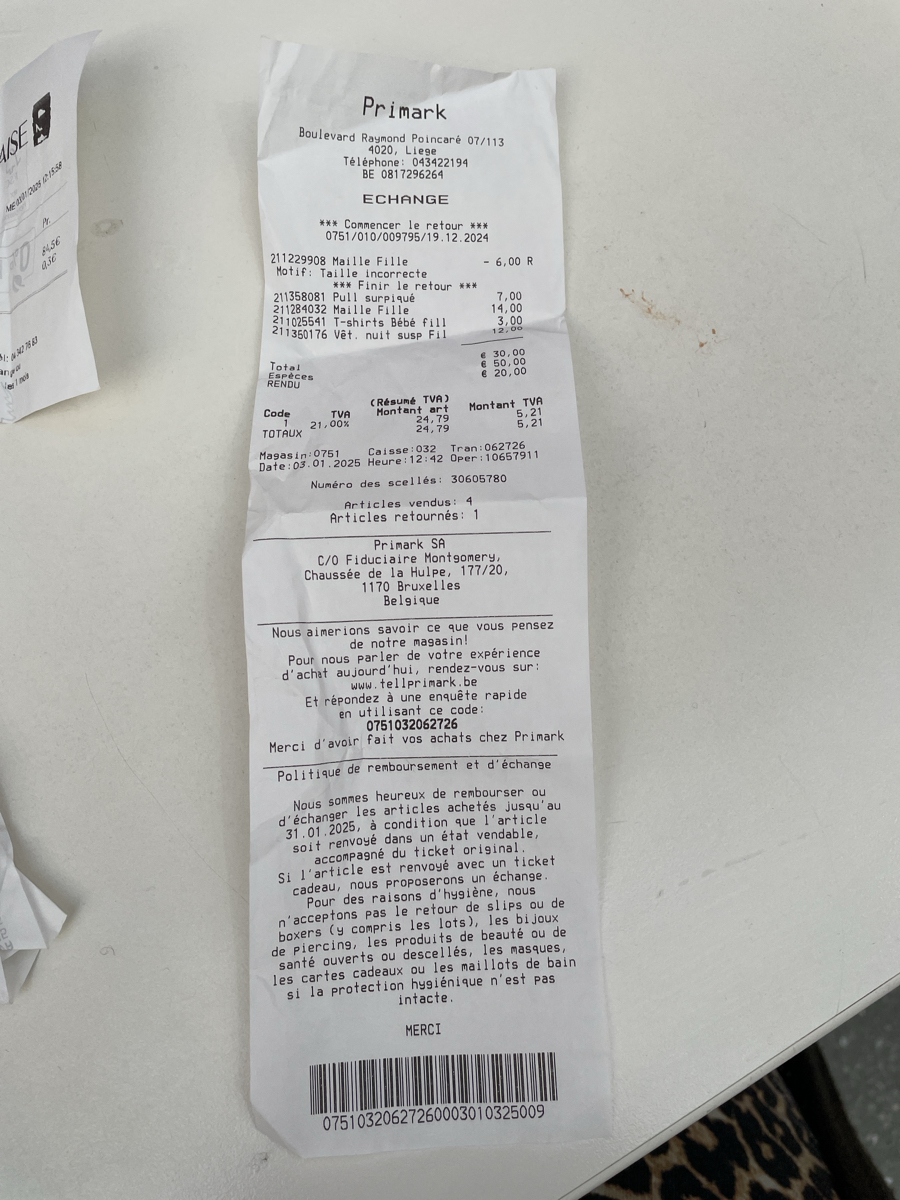 Primark
Boulevard Raymond Poincaré 07/113
4020, Liege
Téléphone: 043422194
BE 0817296264
ECHANGE
*** Commencer le retour ***
0751/010/009795/19.12.2024
211229908 Maille Fille - 6,00 R
Motif: Taille incorrecte
*** Finir le retour ***
211358081 Pull surpiqué 7,00
211284032 Maille Fille 14,00
211025541 T-shirts Bébé fill 3,00
211360176 Vêt. nuit susp Fil 12,00
Total € 30,00
Espèces € 50,00
RENDU € 20,00
(Résumé TVA)
Code TVA Montant art Montant TVA
1 21,00% 24,79 5,21
TOTAUX 24,79 5,21
Magasin:0751 Caisse:032 Tran:062726
Date:03.01.2025 Heure:12:42 Oper:10657911
Numéro des scellés: 30605780
Articles vendus: 4
Articles retournés: 1
Primark SA
C/O Fiduciaire Montgomery,
Chaussée de la Hulpe, 177/20,
1170 Bruxelles
Belgique
Nous aimerions savoir ce que vous pensez
de notre magasin!
Pour nous parler de votre expérience
d'achat aujourd'hui, rendez-vous sur:
www.tellprimark.be
Et répondez à une enquête rapide
en utilisant ce code:
0751032062726
Merci d'avoir fait vos achats chez Primark
Politique de remboursement et d'échange
Nous sommes heureux de rembourser ou
d'échanger les articles achetés jusqu'au
31.01.2025, à condition que l'article
soit renvoyé dans un état vendable,
accompagné du ticket original.
Si l'article est renvoyé avec un ticket
cadeau, nous proposerons un échange.
Pour des raisons d'hygiène, nous
n'acceptons pas le retour de slips ou de
boxers (y compris les lots), les bijoux
de piercing, les produits de beauté ou de
santé ouverts ou descellés, les masques,
les cartes cadeaux ou les maillots de bain
si la protection hygiénique n'est pas
intacte.
MERCI
07510320627260003010325009
AISE
Pr.
84,5€
0,3€